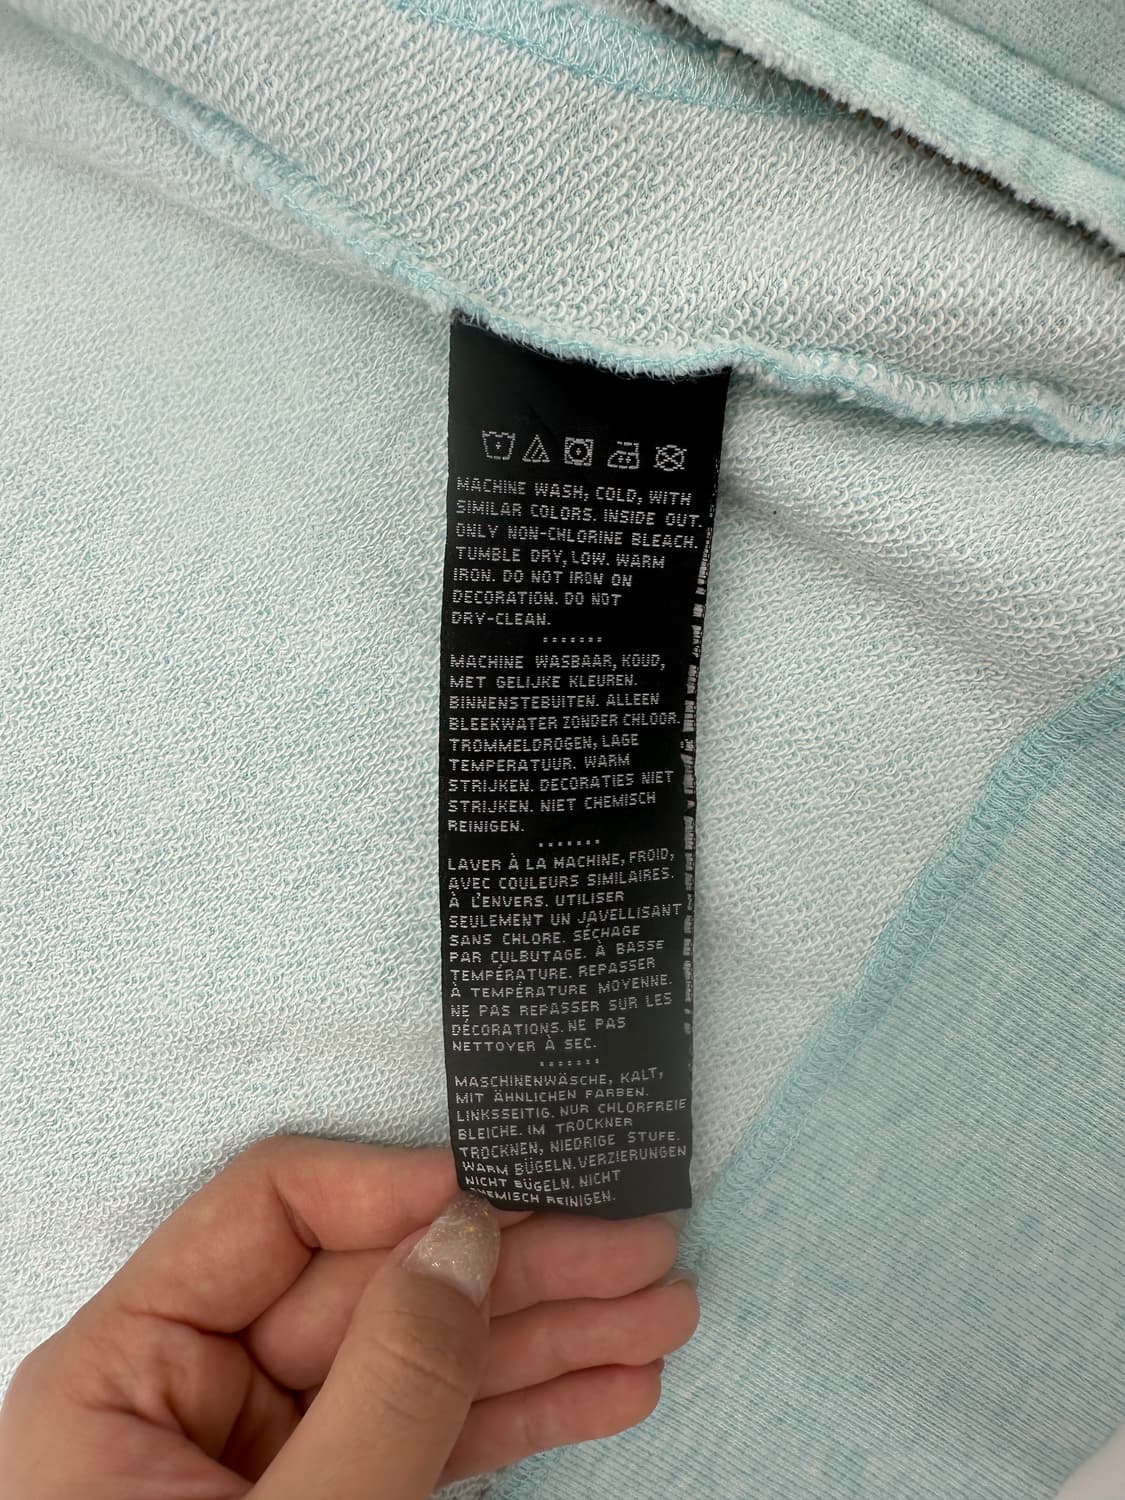 MACHINE WASH, COLD, WITH
SIMILAR COLORS. INSIDE OUT.
ONLY NON-CHLORINE BLEACH.
TUMBLE DRY, LOW. WARM
IRON. DO NOT IRON ON
DECORATION. DO NOT
DRY-CLEAN.
MACHINE WASBAAR, KOUD,
MET GELIJKE KLEUREN.
BINNENSTEBUITEN. ALLEEN
BLEEKWATER ZONDER CHLOOR.
TROMMELDROGEN, LAGE
TEMPERATUUR. WARM
STRIJKEN. DECORATIES NIET
STRIJKEN. NIET CHEMISCH
REINIGEN.
LAVER À LA MACHINE, FROID,
AVEC COULEURS SIMILAIRES.
À L'ENVERS. UTILISER
SEULEMENT UN JAVELLISANT
SANS CHLORE. SÉCHAGE
PAR CULBUTAGE. À BASSE
TEMPÉRATURE. REPASSER
À TEMPÉRATURE MOYENNE.
NE PAS REPASSER SUR LES
DÉCORATIONS. NE PAS
NETTOYER À SEC.
MASCHINENWÄSCHE, KALT,
MIT ÄHNLICHEN FARBEN.
LINKSSEITIG. NUR CHLORFREIE
BLEICHE. IM TROCKNER
TROCKNEN, NIEDRIGE STUFE.
WARM BÜGELN. VERZIERUNGEN
NICHT BÜGELN. NICHT
CHEMISCH REINIGEN.